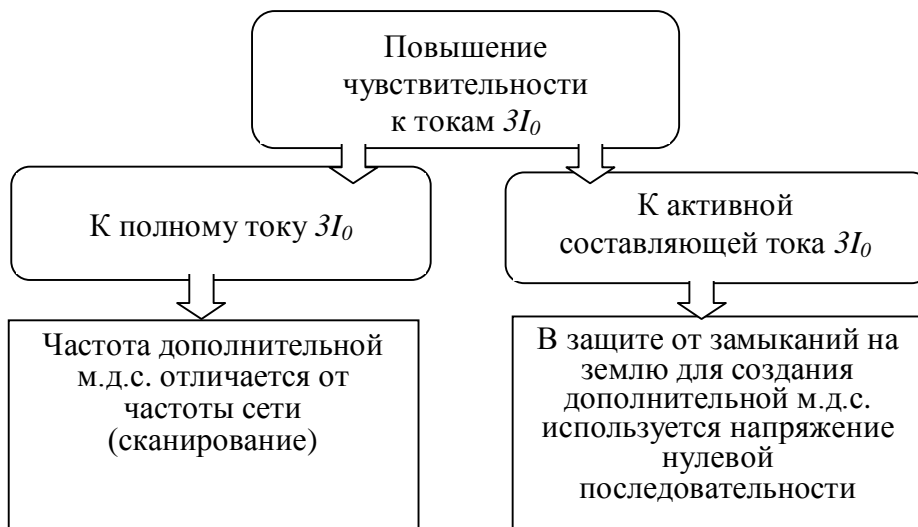 Повышение
чувствительности
к токам 3I₀
К полному току 3I₀
К активной
составляющей тока 3I₀
Частота дополнительной
м.д.с. отличается от
частоты сети
(сканирование)
В защите от замыканий на
землю для создания
дополнительной м.д.с.
используется напряжение
нулевой
последовательности